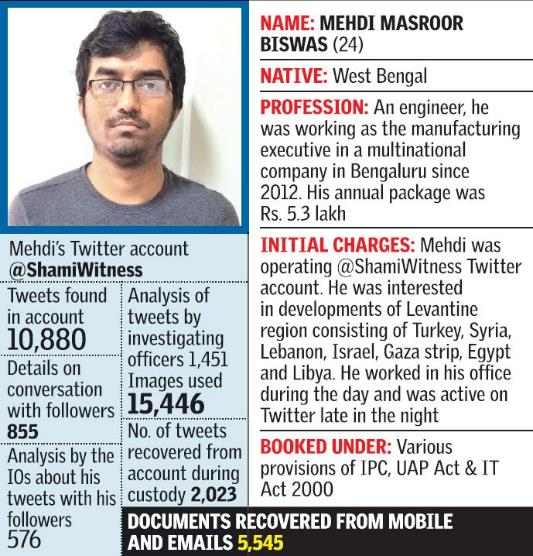 NAME: MEHDI MASROOR
BISWAS (24)
NATIVE: West Bengal
PROFESSION: An engineer, he
was working as the manufacturing
executive in a multinational
company in Bengaluru since
2012. His annual package was
Rs. 5.3 lakh
INITIAL CHARGES: Mehdi was
operating @ShamiWitness Twitter
account. He was interested
in developments of Levantine
region consisting of Turkey, Syria,
Lebanon, Israel, Gaza strip, Egypt
and Libya. He worked in his office
during the day and was active on
Twitter late in the night
BOOKED UNDER: Various
provisions of IPC, UAP Act & IT
Act 2000
Mehdi's Twitter account
@ShamiWitness
Tweets found
in account
10,880
Details on
conversation
with followers
855
Analysis by the
IOs about his
tweets with his
followers
576
Analysis of
tweets by
investigating
officers 1,451
Images used
15,446
No. of tweets
recovered from
account during
custody 2,023
DOCUMENTS RECOVERED FROM MOBILE
AND EMAILS 5,545